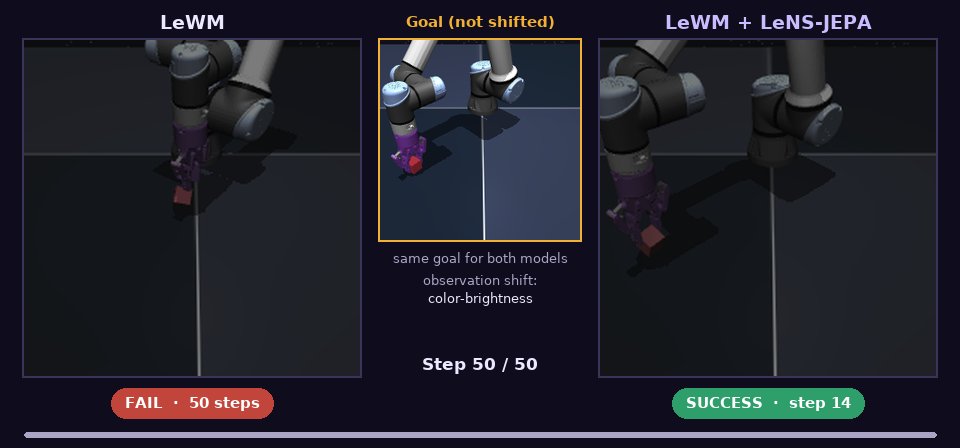 LeWM
Goal (not shifted)
LeWM + LeNS-JEPA
same goal for both models
observation shift:
color-brightness
Step 50 / 50
FAIL · 50 steps
SUCCESS · step 14